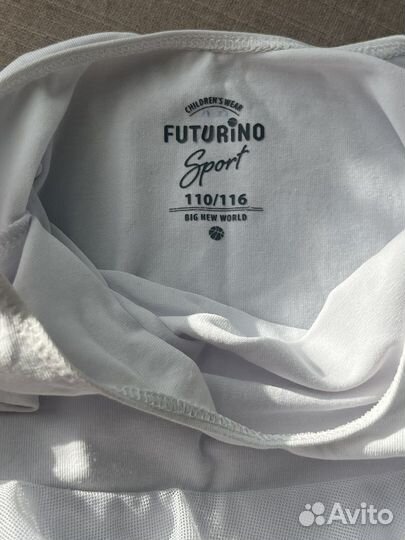 CHILDREN'S WEAR
FUTURiNO
Sport
110/116
BIG NEW WORLD
Avito